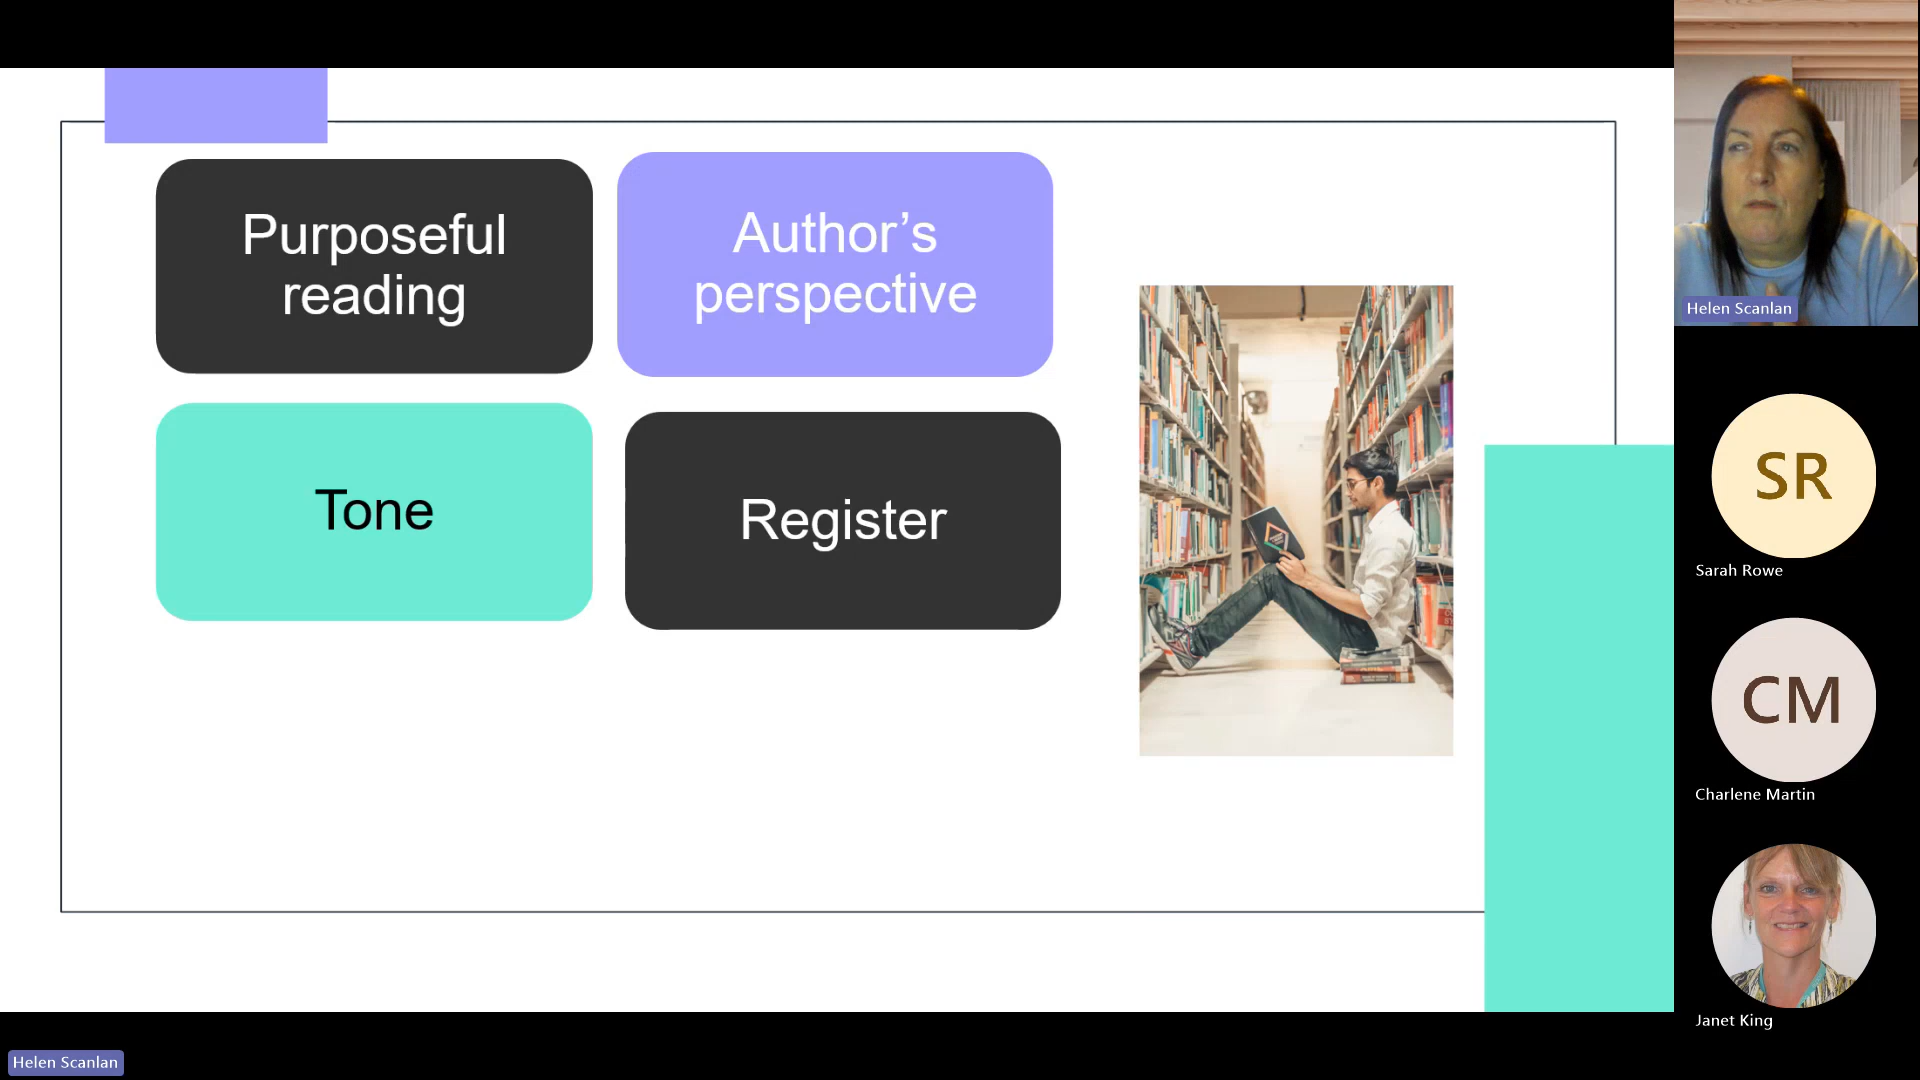 Purposeful
reading
Author’s
perspective
Tone
Register
Helen Scanlan
SR
Sarah Rowe
CM
Charlene Martin
Janet King
Helen Scanlan